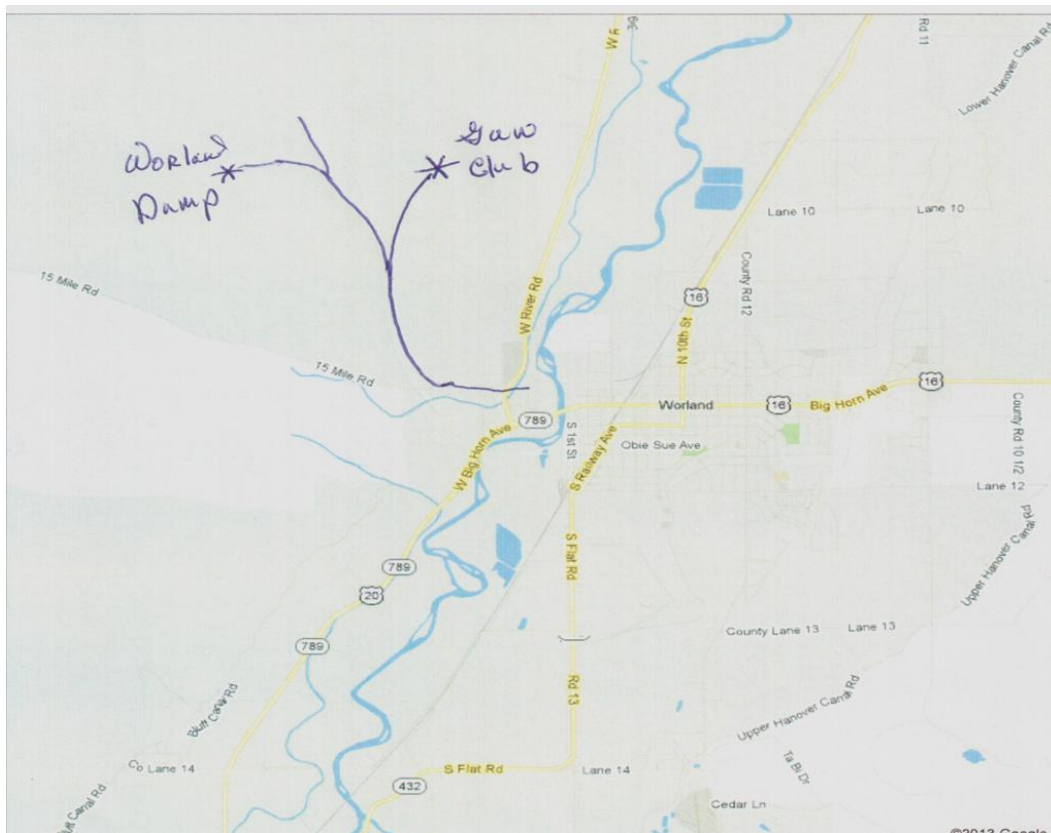 W R
Rd 11
Lower Hanover Canal Rd
Worland
Dump
Gun
Club
Lane 10
Lane 10
15 Mile Rd
County Rd 12
16
W River Rd
N 10th St
15 Mile Rd
16
Worland
16
Big Horn Ave
789
S 1st St
S Railway Ave
Obie Sue Ave
W Big Horn Ave
County Rd 10 1/2
Lane 12
S Flat Rd
Upper Hanover Canal Rd
789
20
County Lane 13
Lane 13
789
Rd 13
Bluff Canal Rd
Upper Hanover Canal Rd
Co Lane 14
S Flat Rd
Lane 14
Ta Bi Dr
432
Cedar Ln
©2013 Google